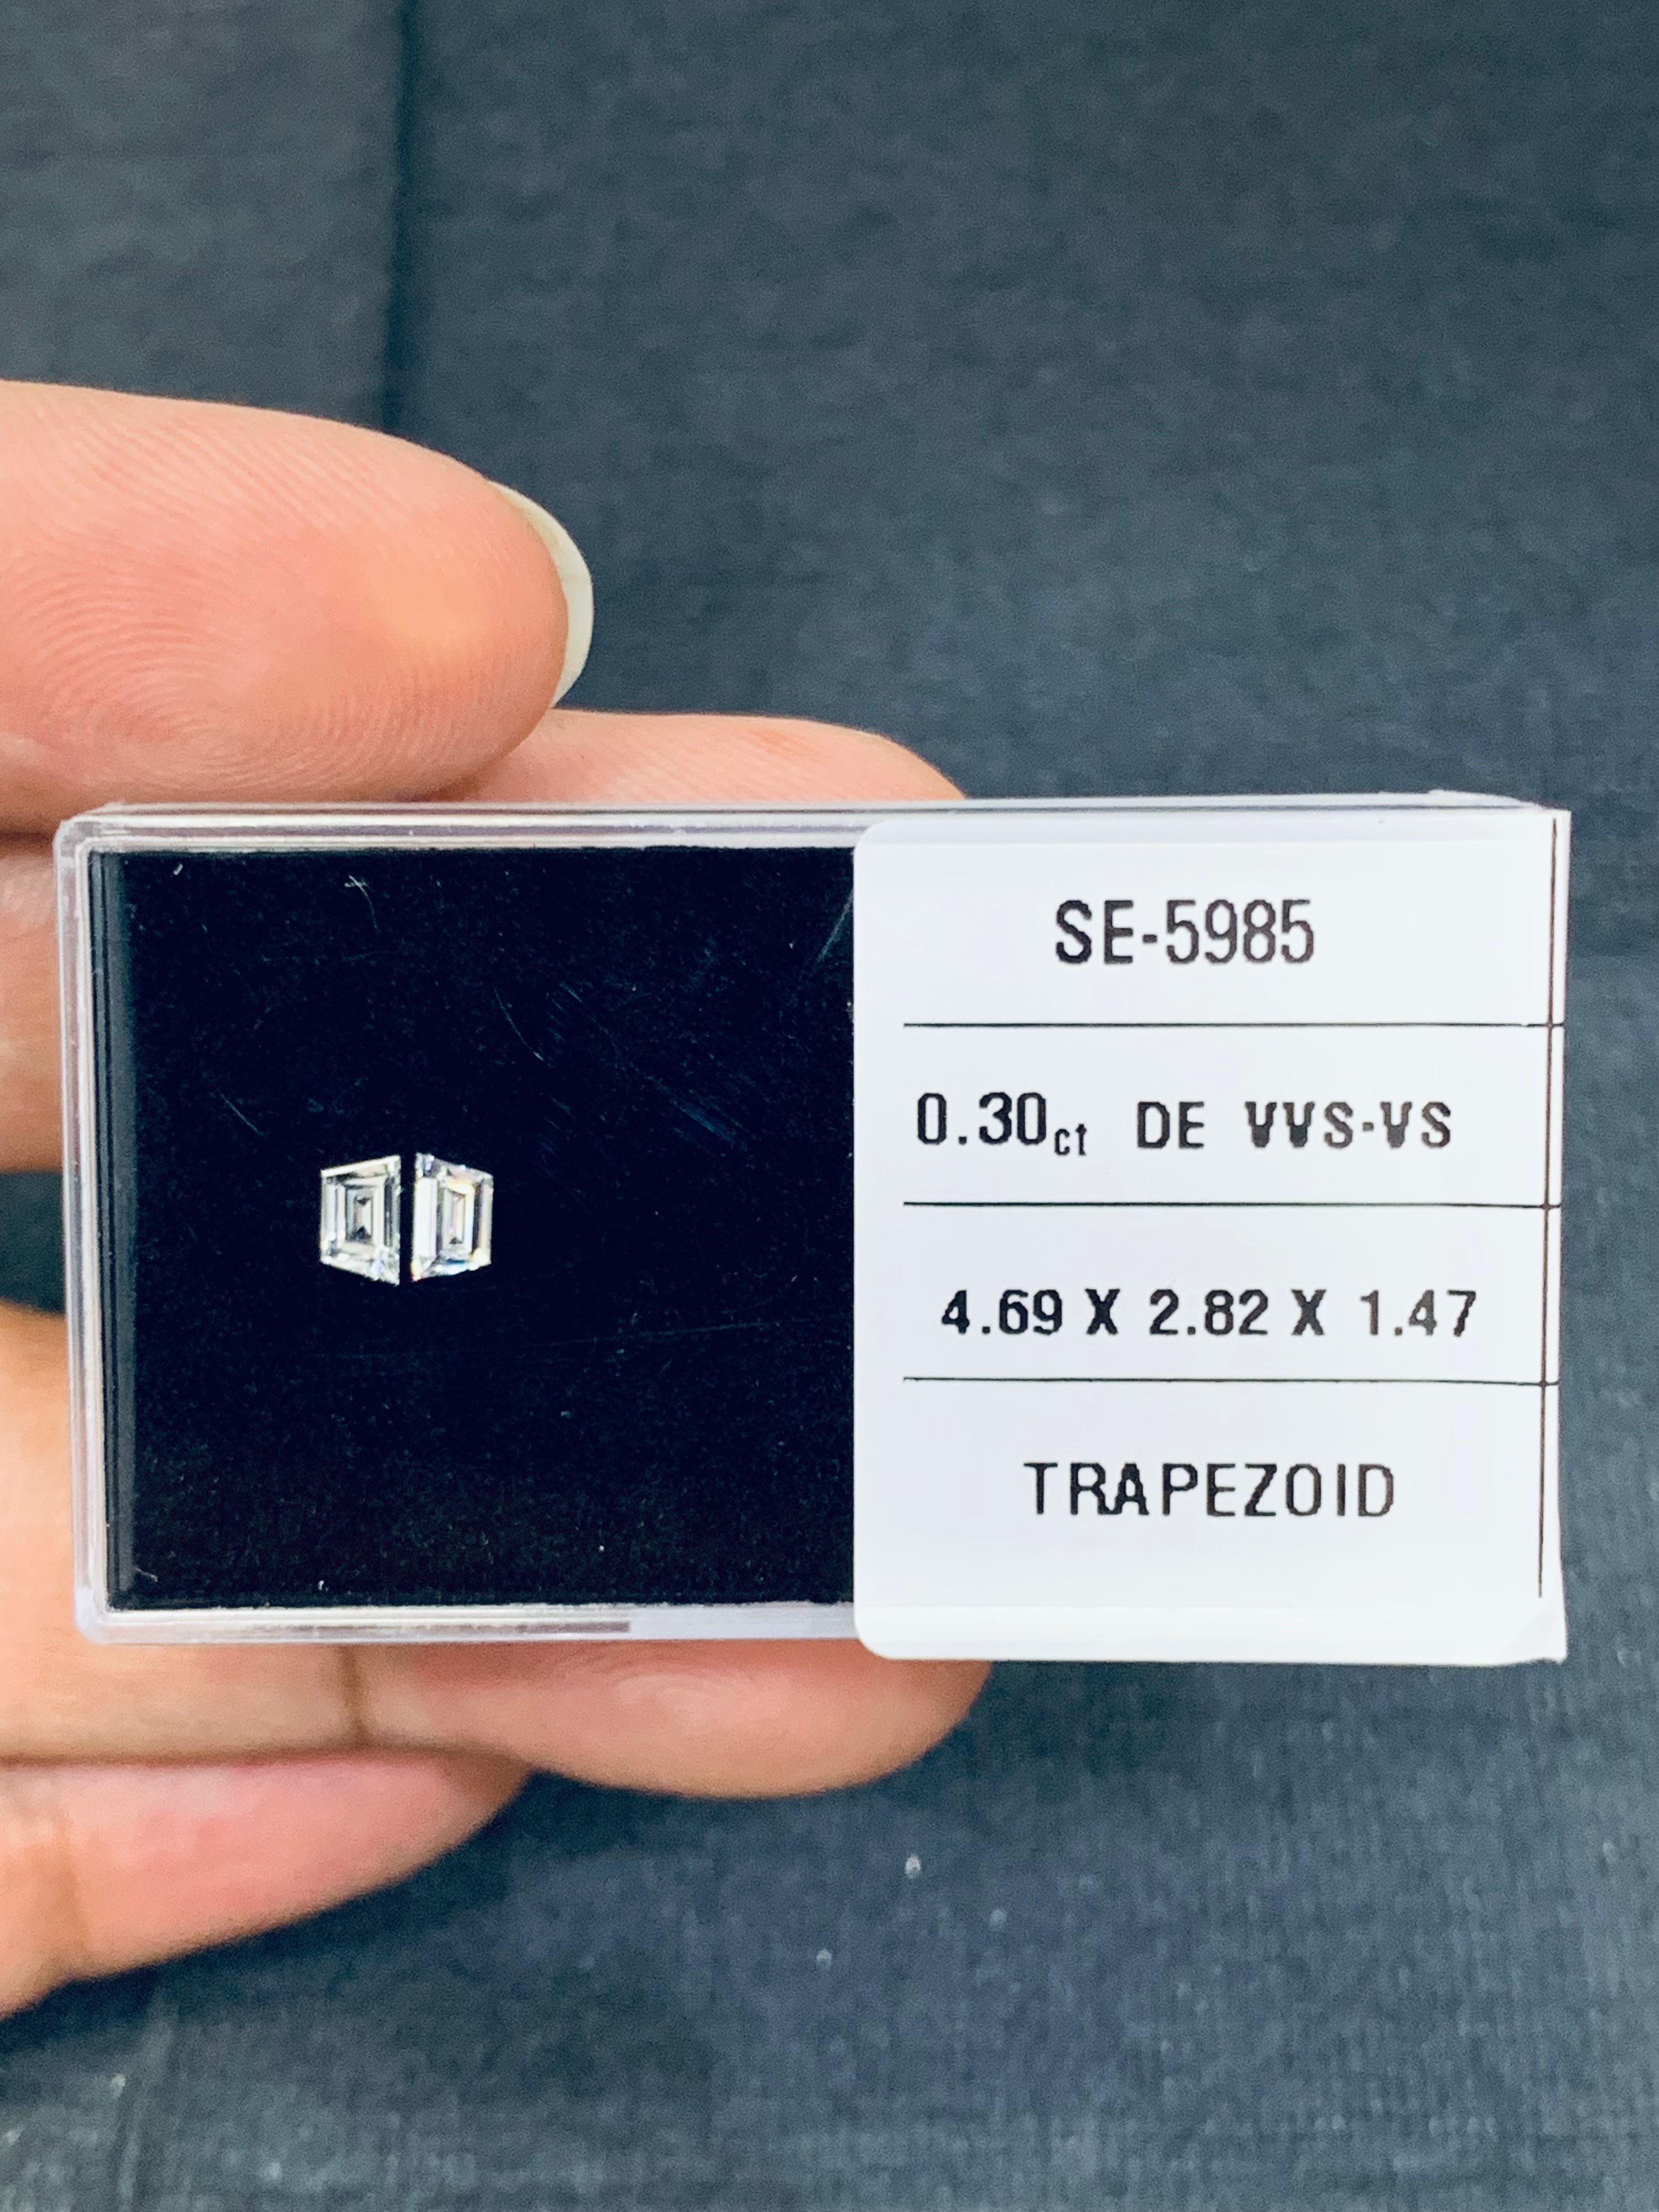 SE-5985
0.30ct DE VVS-VS
4.69 X 2.82 X 1.47
TRAPEZOID